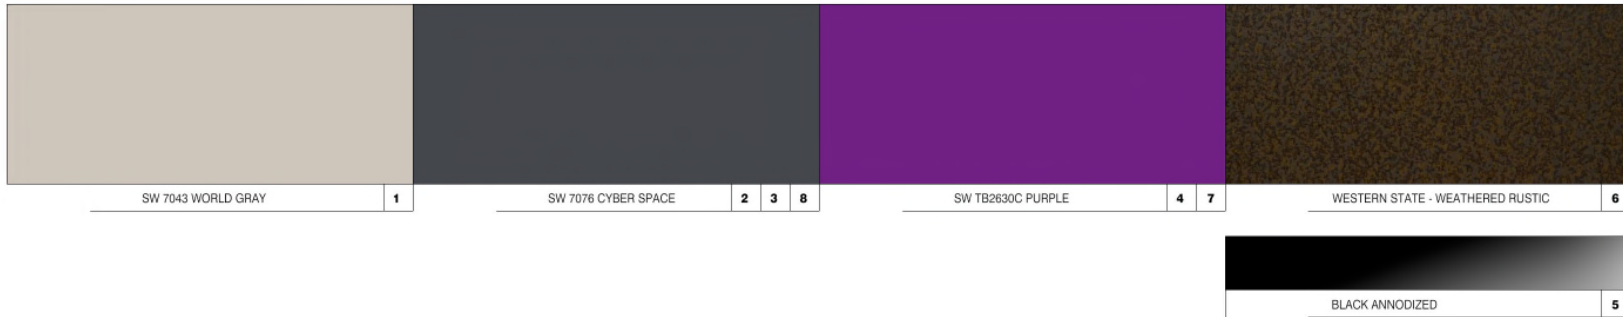 SW 7043 WORLD GRAY 1
SW 7076 CYBER SPACE 2 3 8
SW TB2630C PURPLE 4 7
WESTERN STATE - WEATHERED RUSTIC 6
BLACK ANNODIZED 5